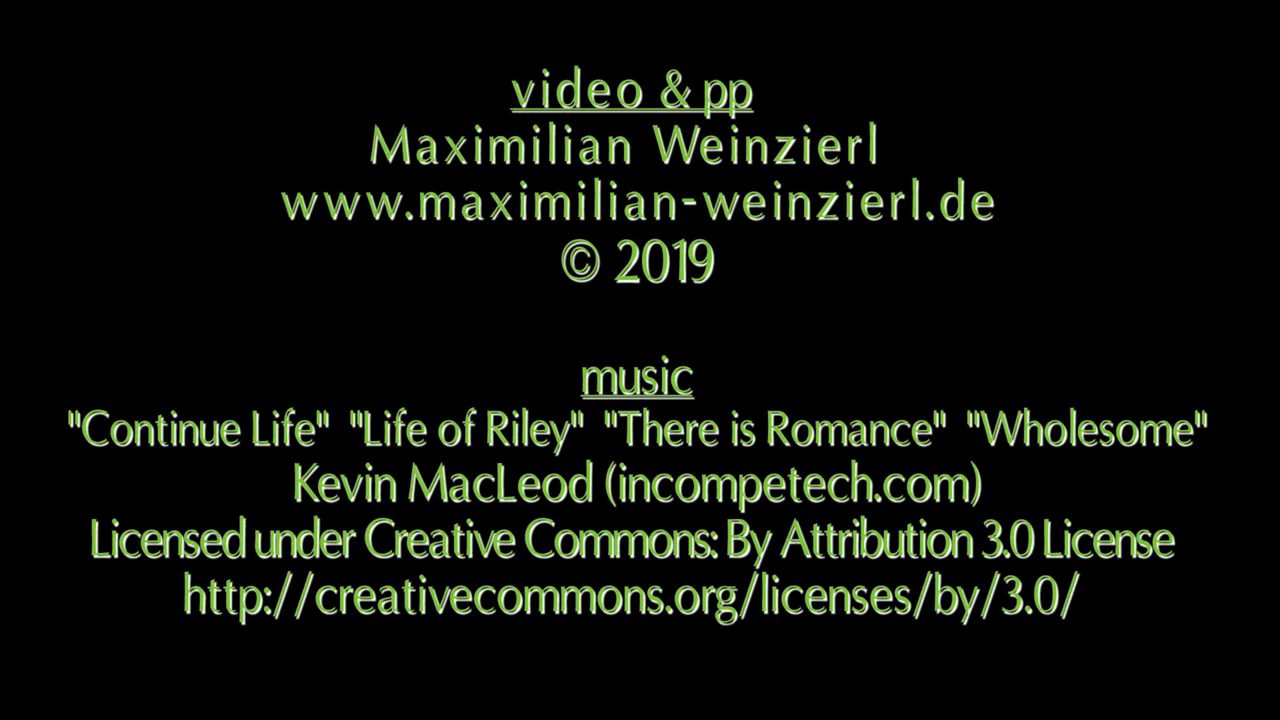 video & pp
Maximilian Weinzierl
www.maximilian-weinzierl.de
© 2019
music
"Continue Life" "Life of Riley" "There is Romance" "Wholesome"
Kevin MacLeod (incompetech.com)
Licensed under Creative Commons: By Attribution 3.0 License
http://creativecommons.org/licenses/by/3.0/